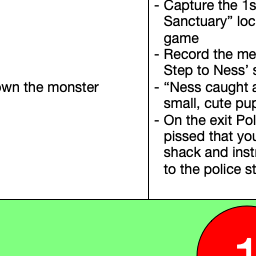 - Capture the 1s
Sanctuary” loc
game
- Record the me
Step to Ness’ s
own the monster
- “Ness caught a
small, cute pup
- On the exit Pol
pissed that you
shack and instr
to the police st
1